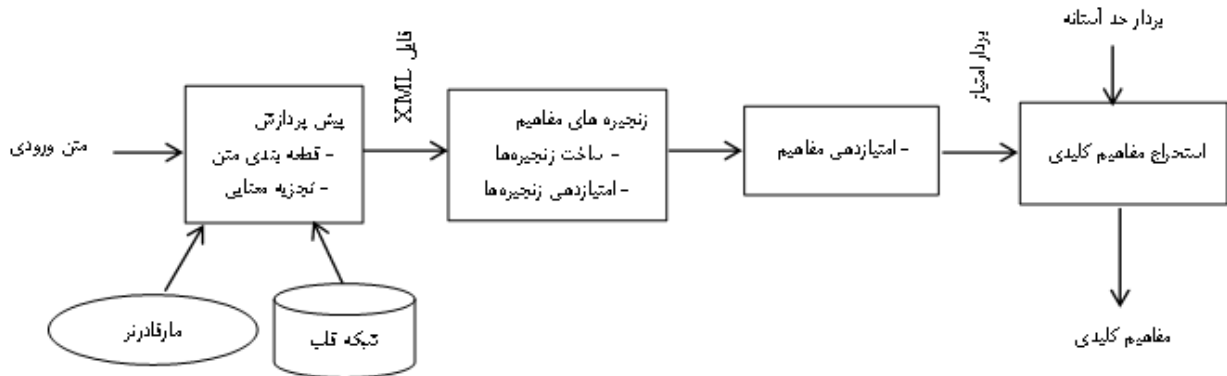 بردار حد آستانه
فایل XML
بردار امتیاز
پیش پردازش
- قطعه بندی متن
- تجزیه معنایی
متن ورودی
زنجیره های مفاهیم
- ساخت زنجیره‌ها
- امتیازدهی زنجیره‌ها
- امتیازدهی مفاهیم
استخراج مفاهیم کلیدی
مارفادرنر
شبکه قاب
مفاهیم کلیدی